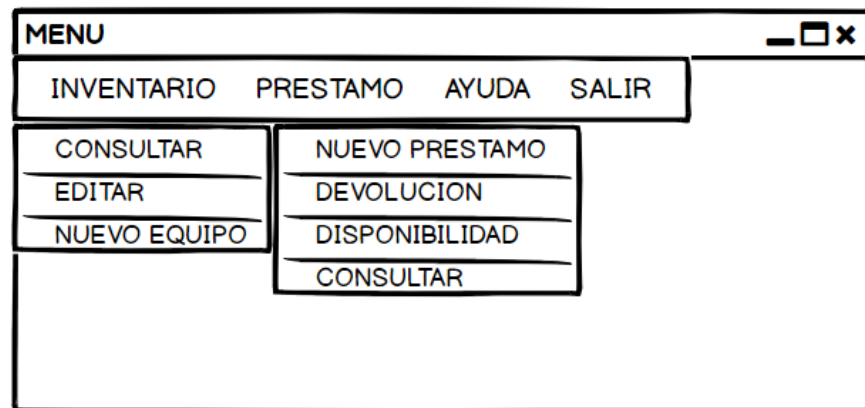 MENU
INVENTARIO PRESTAMO AYUDA SALIR
CONSULTAR
EDITAR
NUEVO EQUIPO
NUEVO PRESTAMO
DEVOLUCION
DISPONIBILIDAD
CONSULTAR